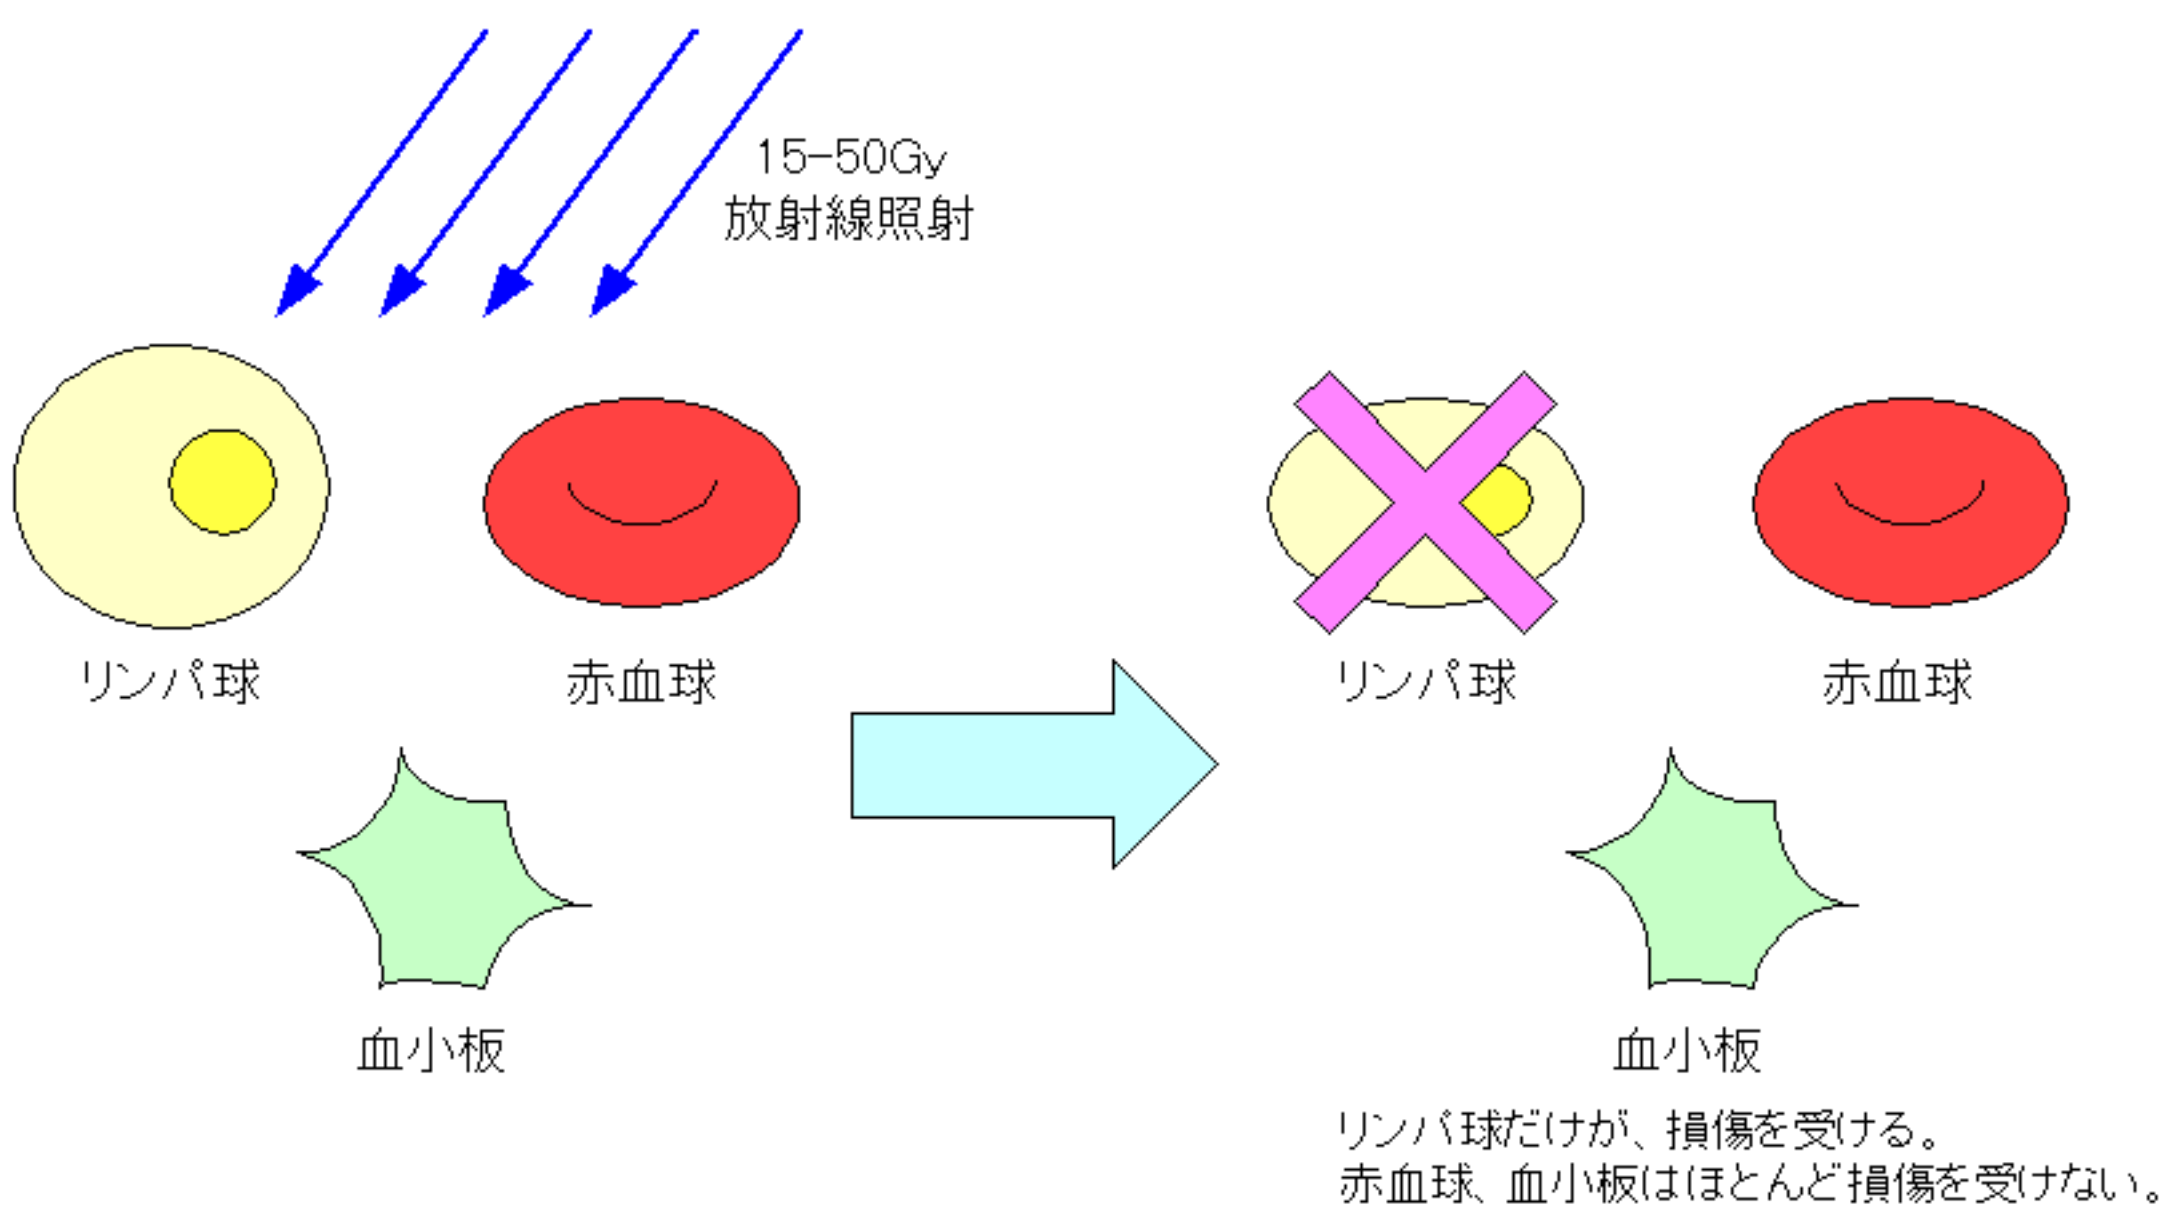 15-50Gy
放射線照射
リンパ球
赤血球
血小板
リンパ球
赤血球
血小板
リンパ球だけが、損傷を受ける。
赤血球、血小板はほとんど損傷を受けない。